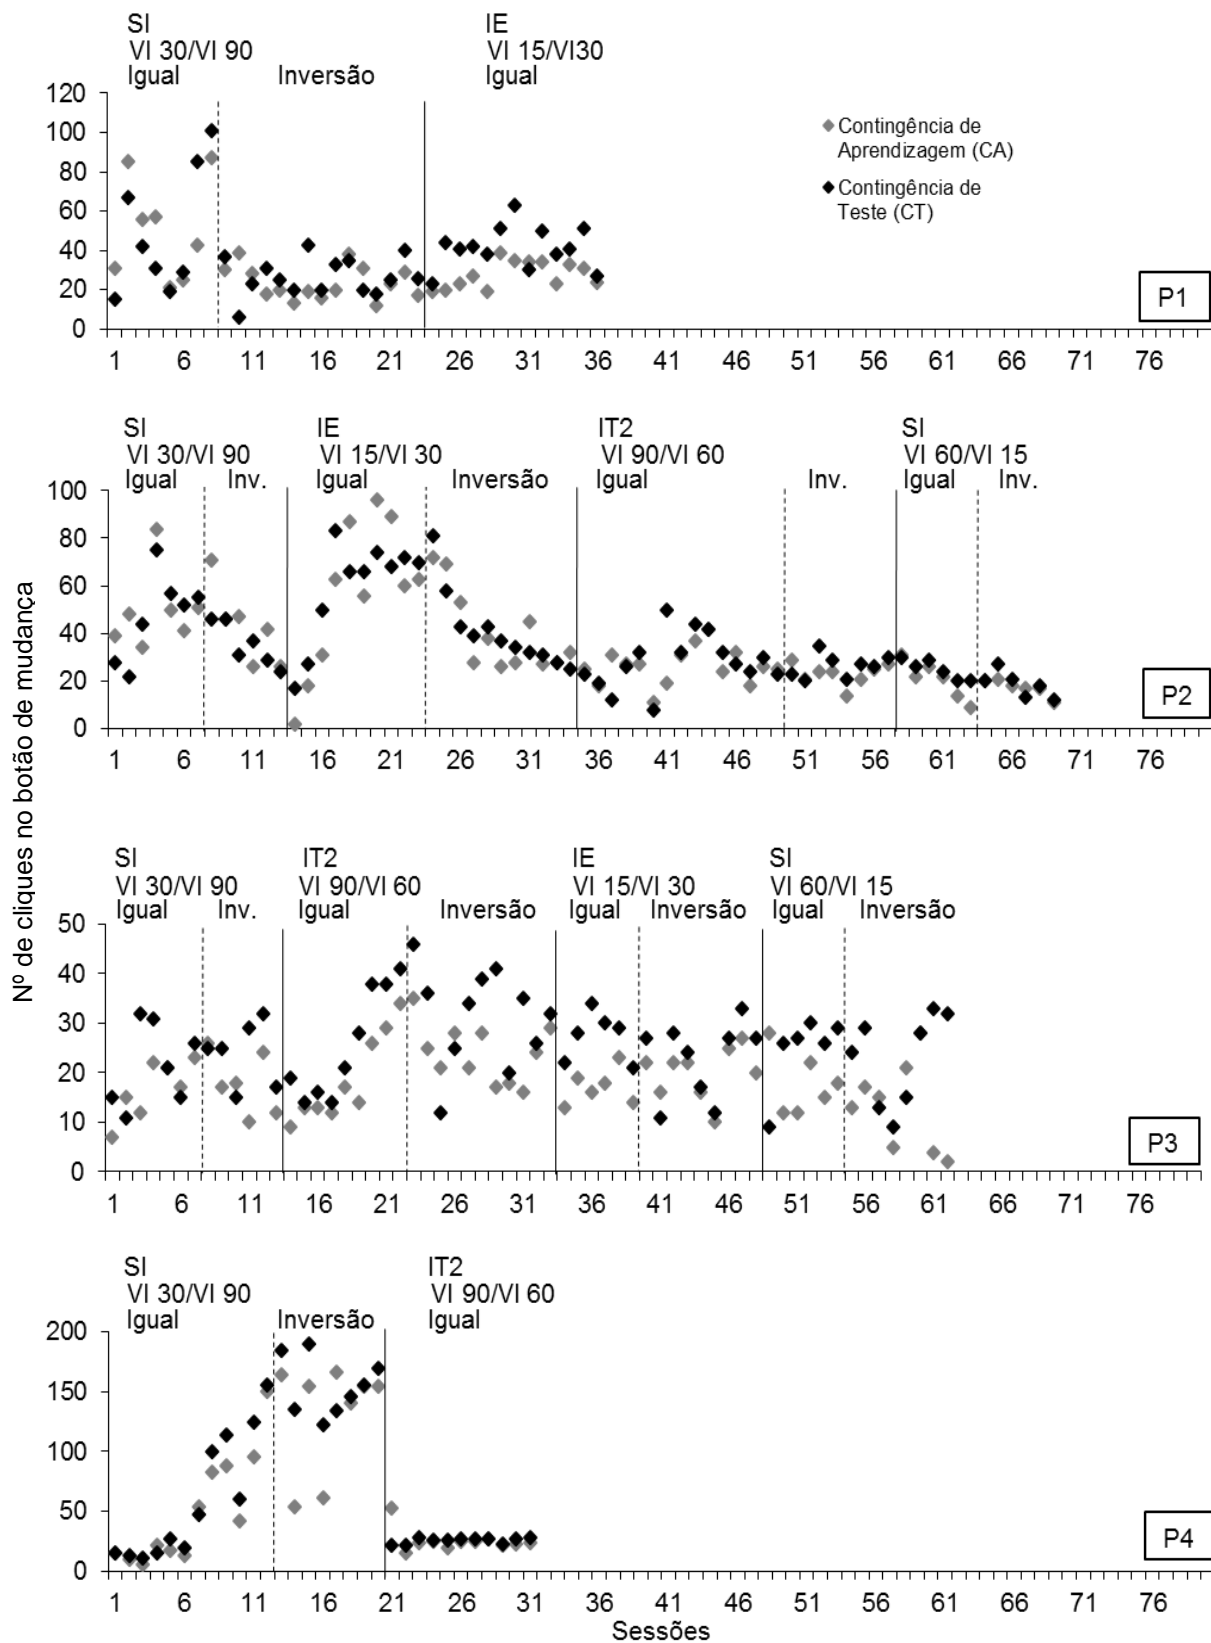 SI IE
VI 30/VI 90 VI 15/VI30
Igual Inversão Igual
120
100
80
60
40
20
0
Contingência de
Aprendizagem (CA)
Contingência de
Teste (CT)
P1
1 6 11 16 21 26 31 36 41 46 51 56 61 66 71 76
SI IE IT2 SI
VI 30/VI 90 VI 15/VI 30 VI 90/VI 60 VI 60/VI 15
Igual Inv. Igual Inversão Igual Inv. Igual Inv.
100
80
60
40
20
0
P2
1 6 11 16 21 26 31 36 41 46 51 56 61 66 71 76
Nº de cliques no botão de mudança
SI IT2 IE SI
VI 30/VI 90 VI 90/VI 60 VI 15/VI 30 VI 60/VI 15
Igual Inv. Igual Inversão Igual Inversão Igual Inversão
50
40
30
20
10
0
P3
1 6 11 16 21 26 31 36 41 46 51 56 61 66 71 76
SI IT2
VI 30/VI 90 VI 90/VI 60
Igual Inversão Igual
200
150
100
50
0
P4
1 6 11 16 21 26 31 36 41 46 51 56 61 66 71 76
Sessões